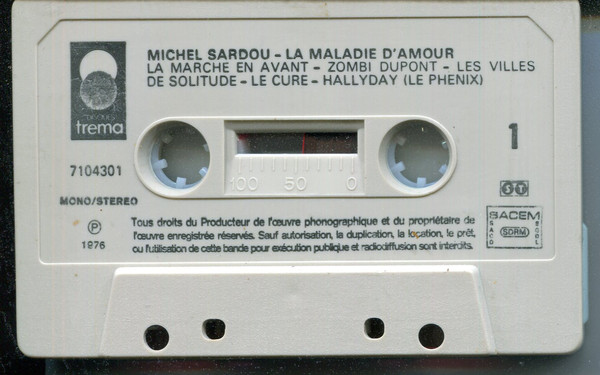 MICHEL SARDOU - LA MALADIE D'AMOUR
LA MARCHE EN AVANT - ZOMBI DUPONT - LES VILLES
DE SOLITUDE - LE CURE - HALLYDAY (LE PHENIX)
disques
trema
1
7104301
100 50 0
MONO/STEREO
ST
℗
1976
Tous droits du Producteur de l'œuvre phonographique et du propriétaire de
l'œuvre enregistrée réservés. Sauf autorisation, la duplication, la location, le prêt,
ou l'utilisation de cette bande pour exécution publique et radiodiffusion sont interdits.
SACEM
SACD
SDRM
SGDL